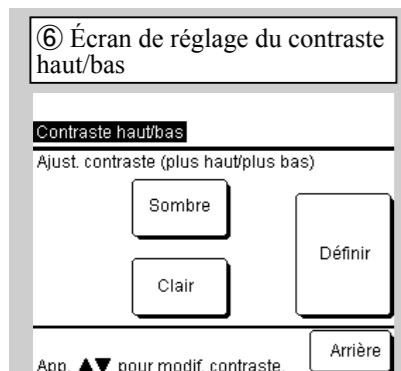 ⑥ Écran de réglage du contraste
haut/bas
Contraste haut/bas
Ajust. contraste (plus haut/plus bas)
Sombre
Définir
Clair
Arrière
App. ▲▼ pour modif. contraste.